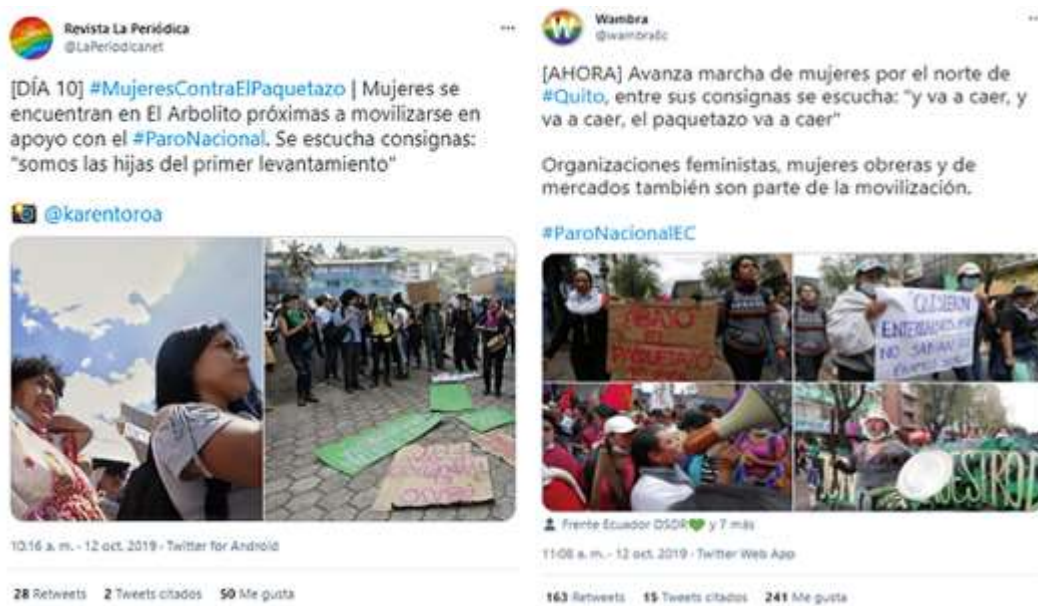 Revista La Periódica
@LaPeriodicanet
[DÍA 10] #MujeresContraElPaquetazo | Mujeres se
encuentran en El Arbolito próximas a movilizarse en
apoyo con el #ParoNacional. Se escucha consignas:
"somos las hijas del primer levantamiento"
@karentoroa
10:16 a. m. - 12 oct. 2019 - Twitter for Android
28 Retweets 2 Tweets citados 50 Me gusta
Wambra
@wambraEc
[AHORA] Avanza marcha de mujeres por el norte de
#Quito, entre sus consignas se escucha: "y va a caer, y
va a caer, el paquetazo va a caer"
Organizaciones feministas, mujeres obreras y de
mercados también son parte de la movilización.
#ParoNacionalEC
ABAJO
EL
PAQUETAZO
QUISIERON
NO SABIAN
Frente Ecuador DSDR y 7 más
11:08 a. m. - 12 oct. 2019 - Twitter Web App
163 Retweets 15 Tweets citados 241 Me gusta